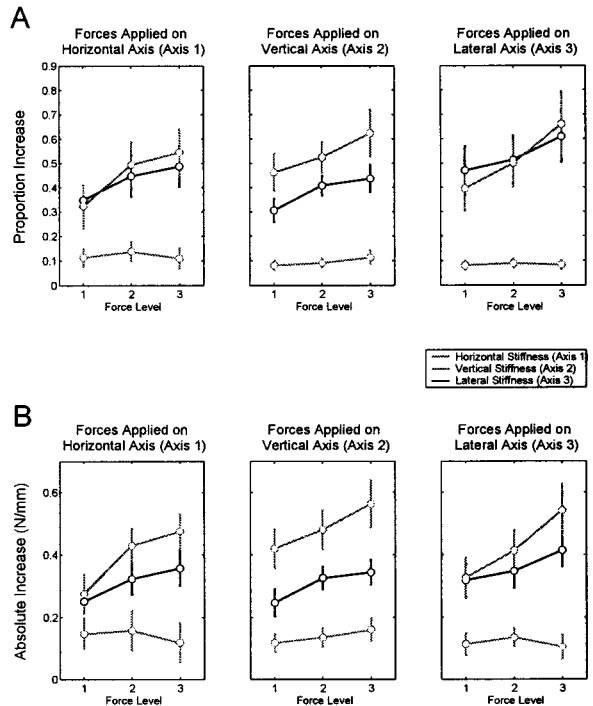 A
Forces Applied on
Horizontal Axis (Axis 1)
Forces Applied on
Vertical Axis (Axis 2)
Forces Applied on
Lateral Axis (Axis 3)
Proportion Increase
0.9
0.8
0.7
0.6
0.5
0.4
0.3
0.2
0.1
0
1 2 3
Force Level
1 2 3
Force Level
1 2 3
Force Level
Horizontal Stiffness (Axis 1)
Vertical Stiffness (Axis 2)
Lateral Stiffness (Axis 3)
B
Forces Applied on
Horizontal Axis (Axis 1)
Forces Applied on
Vertical Axis (Axis 2)
Forces Applied on
Lateral Axis (Axis 3)
Absolute Increase (N/mm)
0.6
0.4
0.2
0
1 2 3
Force Level
1 2 3
Force Level
1 2 3
Force Level